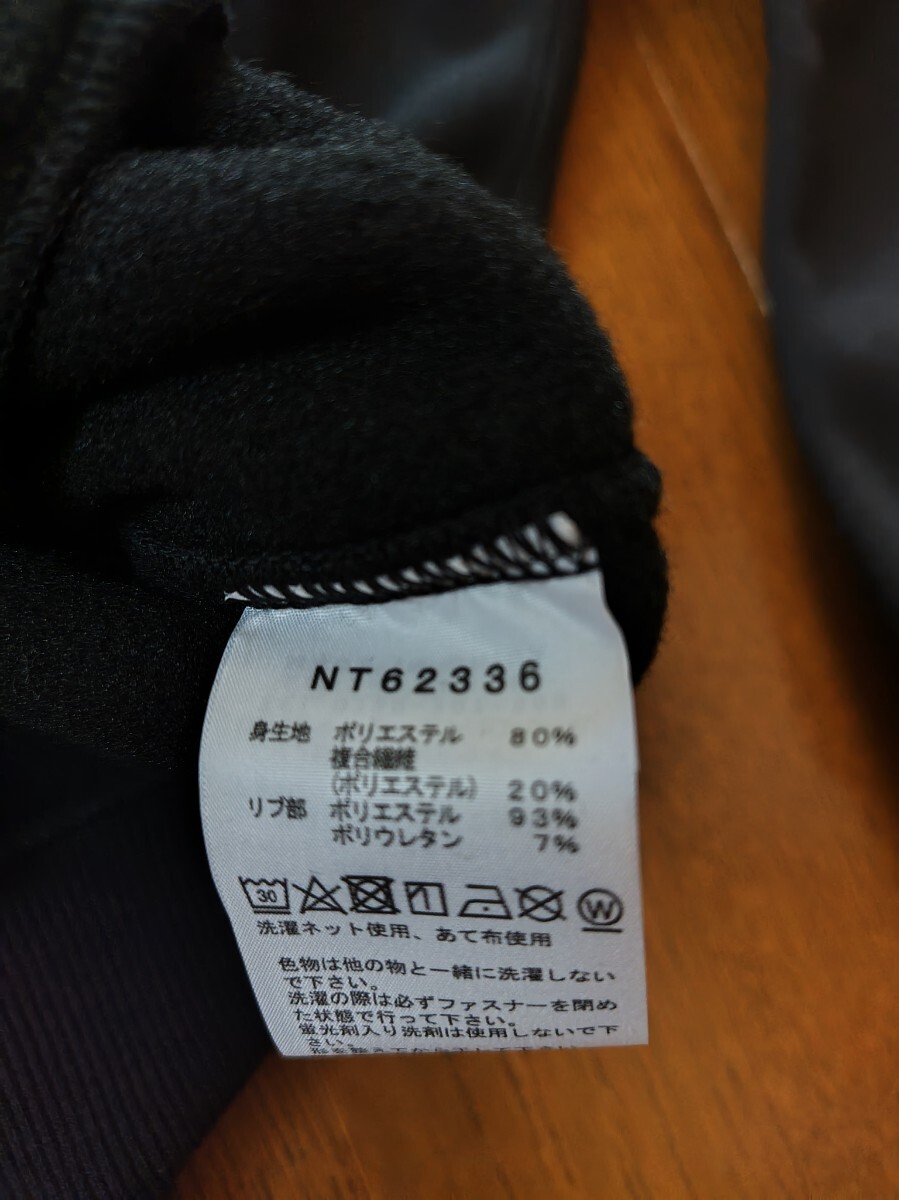 NT62336
身生地 ポリエステル 80%
複合繊維
(ポリエステル) 20%
リブ部 ポリエステル 93%
ポリウレタン 7%
30 W
洗濯ネット使用、あて布使用
色物は他の物と一緒に洗濯しない
で下さい。
洗濯の際は必ずファスナーを閉め
た状態で行って下さい。
蛍光剤入り洗剤は使用しないで下
さい。